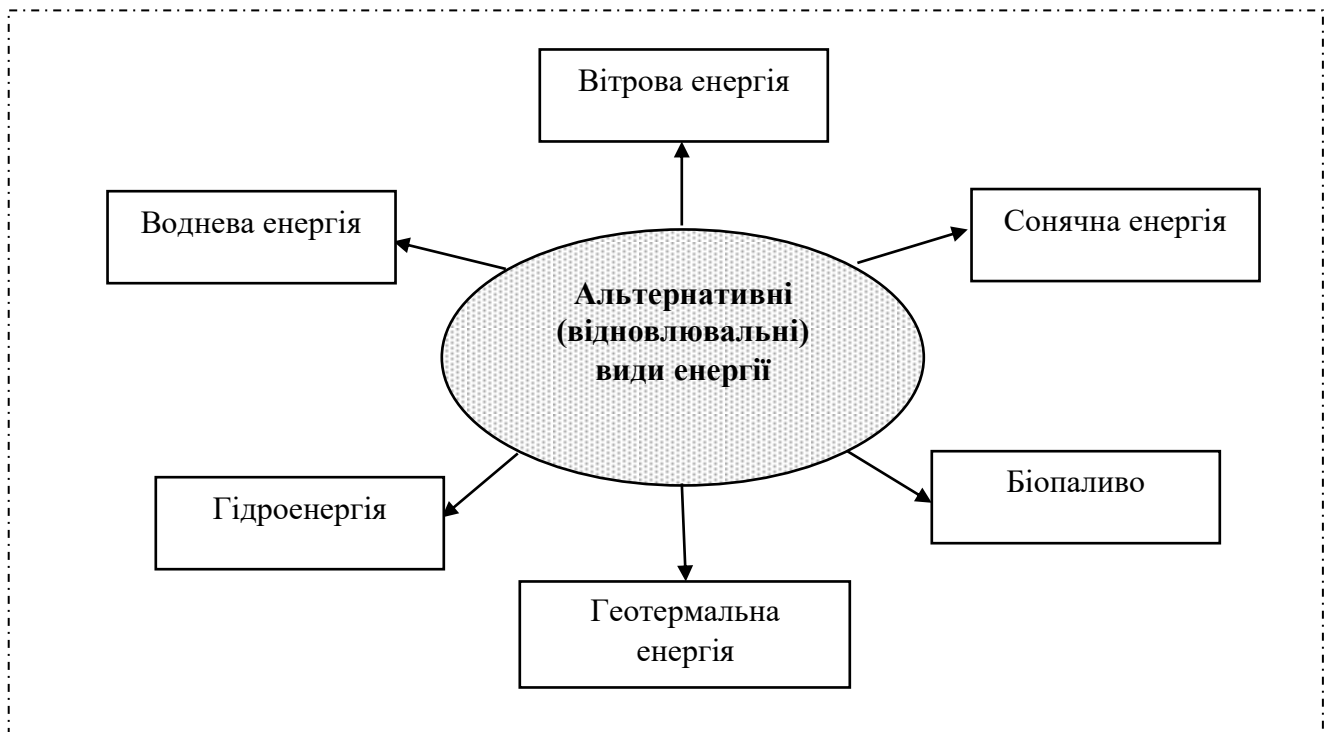 Вітрова енергія
Воднева енергія
Сонячна енергія
Альтернативні
(відновлювальні)
види енергії
Гідроенергія
Біопаливо
Геотермальна
енергія